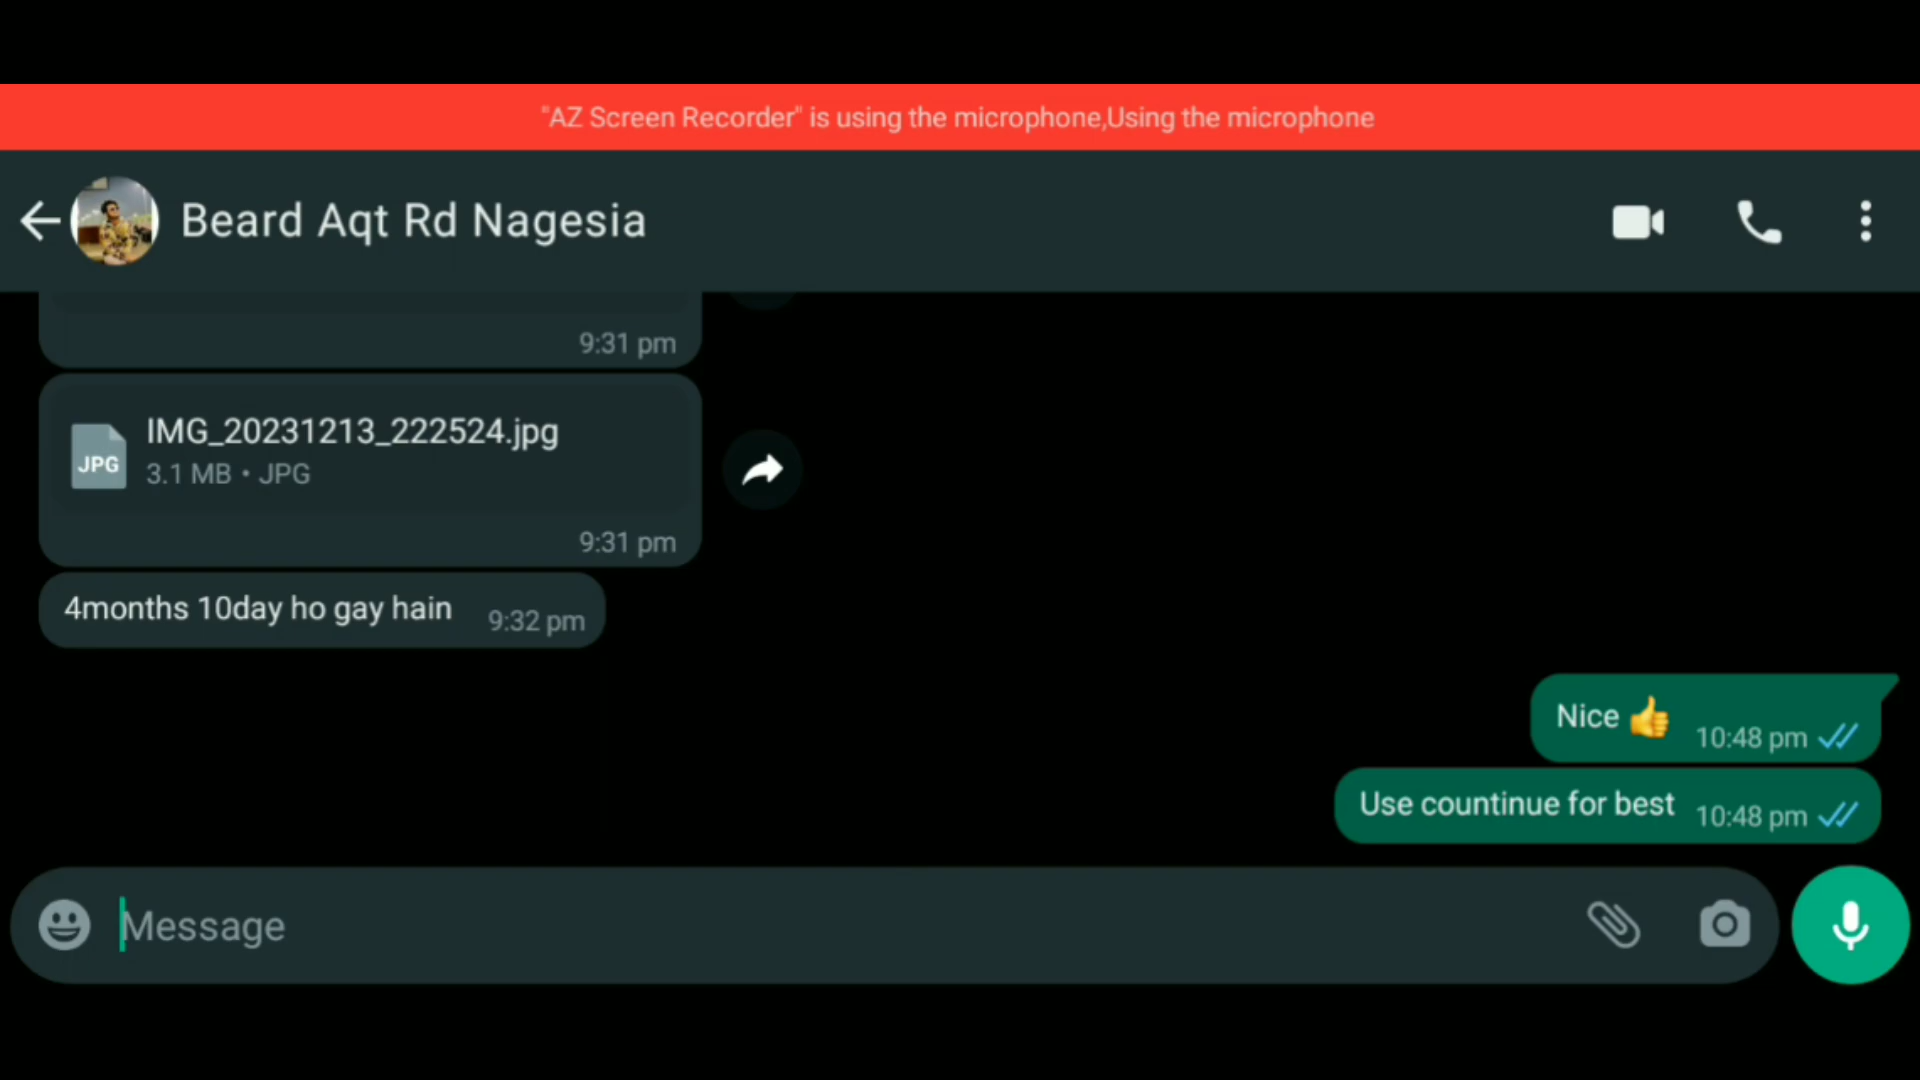 "AZ Screen Recorder" is using the microphone,Using the microphone
Beard Aqt Rd Nagesia
9:31 pm
IMG_20231213_222524.jpg
JPG
3.1 MB • JPG
9:31 pm
4months 10day ho gay hain 9:32 pm
Nice 👍 10:48 pm
Use countinue for best 10:48 pm
Message